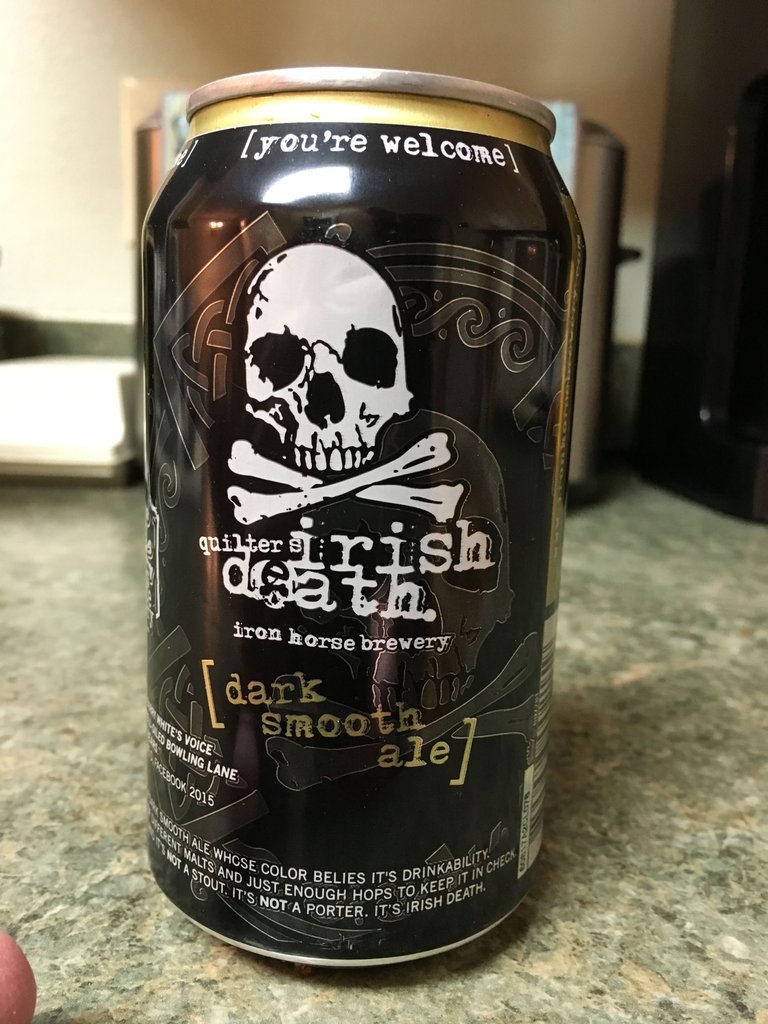 [you're welcome]
quilter's irish
death.
iron horse brewery
[dark
smooth
ale]
WHITE'S VOICE
BOWLING LANE
FACEBOOK 2015
SMOOTH ALE WHOSE COLOR BELIES IT'S DRINKABILITY.
MALTS AND JUST ENOUGH HOPS TO KEEP IT IN CHECK.
IT'S NOT A STOUT. IT'S NOT A PORTER. IT'S IRISH DEATH.